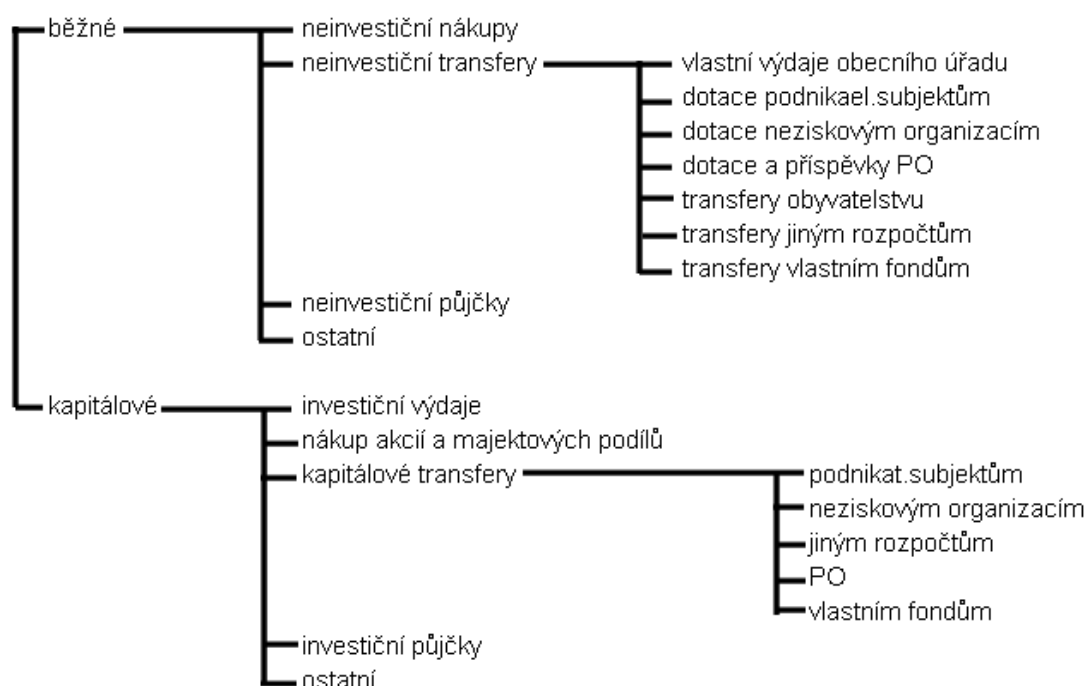 běžné
neinvestiční nákupy
neinvestiční transfery
vlastní výdaje obecního úřadu
dotace podnikael.subjektům
dotace neziskovým organizacím
dotace a příspěvky PO
transfery obyvatelstvu
transfery jiným rozpočtům
transfery vlastním fondům
neinvestiční půjčky
ostatní
kapitálové
investiční výdaje
nákup akcií a majektových podílů
kapitálové transfery
podnikat.subjektům
neziskovým organizacím
jiným rozpočtům
PO
vlastním fondům
investiční půjčky
ostatní